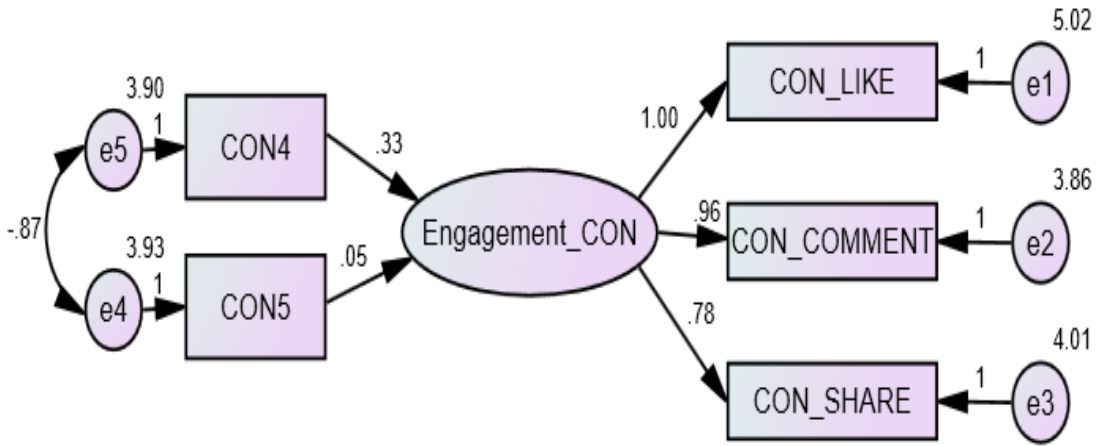 5.02
3.90
1
CON_LIKE
1
e1
e5
CON4
1.00
.33
3.86
-.87
Engagement_CON
.96
CON_COMMENT
1
e2
3.93
1
.05
e4
CON5
.78
4.01
CON_SHARE
1
e3